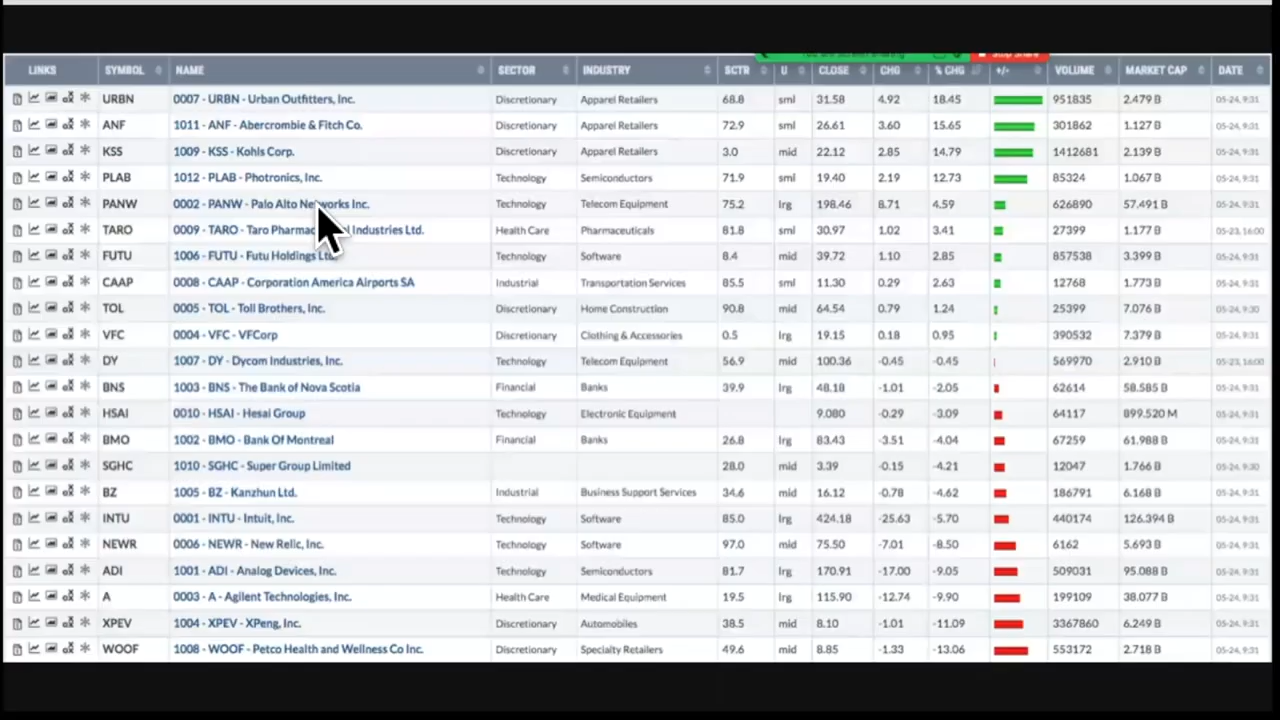 You are screen sharing Stop Share
LINKS SYMBOL NAME SECTOR INDUSTRY SCTR U CLOSE CHG % CHG +/- VOLUME MARKET CAP DATE
URBN 0007 - URBN - Urban Outfitters, Inc. Discretionary Apparel Retailers 68.8 sml 31.58 4.92 18.45 951835 2.479 B 05-24, 9:31
ANF 1011 - ANF - Abercrombie & Fitch Co. Discretionary Apparel Retailers 72.9 sml 26.61 3.60 15.65 301862 1.127 B 05-24, 9:31
KSS 1009 - KSS - Kohls Corp. Discretionary Apparel Retailers 3.0 mid 22.12 2.85 14.79 1412681 2.139 B 05-24, 9:31
PLAB 1012 - PLAB - Photronics, Inc. Technology Semiconductors 71.9 sml 19.40 2.19 12.73 85324 1.067 B 05-24, 9:31
PANW 0002 - PANW - Palo Alto Networks Inc. Technology Telecom Equipment 75.2 lrg 198.46 8.71 4.59 626890 57.491 B 05-24, 9:31
TARO 0009 - TARO - Taro Industries Ltd. Health Care Pharmaceuticals 81.8 sml 30.97 1.02 3.41 27399 1.177 B 05-23, 16:00
FUTU 1006 - FUTU - Futu Holdings Ltd. Technology Software 8.4 mid 39.72 1.10 2.85 857538 3.399 B 05-24, 9:31
CAAP 0008 - CAAP - Corporation America Airports SA Industrial Transportation Services 85.5 sml 11.30 0.29 2.63 12768 1.773 B 05-24, 9:31
TOL 0005 - TOL - Toll Brothers, Inc. Discretionary Home Construction 90.8 mid 64.54 0.79 1.24 25399 7.076 B 05-24, 9:30
VFC 0004 - VFC - VFCorp Discretionary Clothing & Accessories 0.5 lrg 19.15 0.18 0.95 390532 7.379 B 05-24, 9:31
DY 1007 - DY - Dycom Industries, Inc. Technology Telecom Equipment 56.9 mid 100.36 -0.45 -0.45 569970 2.910 B 05-23, 16:00
BNS 1003 - BNS - The Bank of Nova Scotia Financial Banks 39.9 lrg 48.18 -1.01 -2.05 62614 58.585 B 05-24, 9:31
HSAI 0010 - HSAI - Hesai Group Technology Electronic Equipment 9.080 -0.29 -3.09 64117 899.520 M 05-24, 9:31
BMO 1002 - BMO - Bank Of Montreal Financial Banks 26.8 lrg 83.43 -3.51 -4.04 67259 61.988 B 05-24, 9:31
SGHC 1010 - SGHC - Super Group Limited 28.0 mid 3.39 -0.15 -4.21 12047 1.766 B 05-24, 9:30
BZ 1005 - BZ - Kanzhun Ltd. Industrial Business Support Services 34.6 mid 16.12 -0.78 -4.62 186791 6.168 B 05-24, 9:31
INTU 0001 - INTU - Intuit, Inc. Technology Software 85.0 lrg 424.18 -25.63 -5.70 440174 126.394 B 05-24, 9:31
NEWR 0006 - NEWR - New Relic, Inc. Technology Software 97.0 mid 75.50 -7.01 -8.50 6162 5.693 B 05-24, 9:31
ADI 1001 - ADI - Analog Devices, Inc. Technology Semiconductors 81.7 lrg 170.91 -17.00 -9.05 509031 95.088 B 05-24, 9:31
A 0003 - A - Agilent Technologies, Inc. Health Care Medical Equipment 19.5 lrg 115.90 -12.74 -9.90 199109 38.077 B 05-24, 9:31
XPEV 1004 - XPEV - XPeng, Inc. Discretionary Automobiles 38.5 mid 8.10 -1.01 -11.09 3367860 6.249 B 05-24, 9:31
WOOF 1008 - WOOF - Petco Health and Wellness Co Inc. Discretionary Specialty Retailers 49.6 mid 8.85 -1.33 -13.06 553172 2.718 B 05-24, 9:31